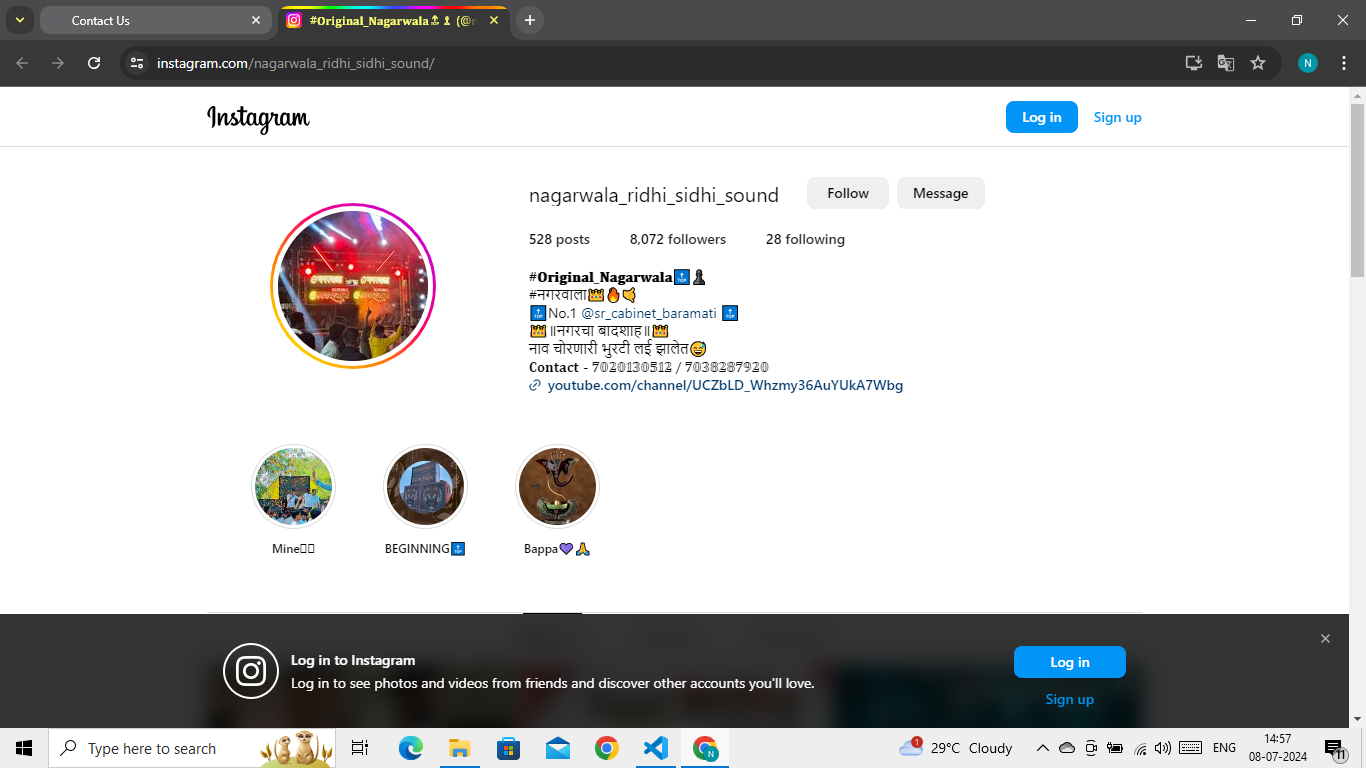 Contact Us
#Original_Nagarwala🔝♟ (@n
instagram.com/nagarwala_ridhi_sidhi_sound/
N
Instagram
Log in
Sign up
nagarwala_ridhi_sidhi_sound
Follow
Message
528 posts
8,072 followers
28 following
#𝐎𝐫𝐢𝐠𝐢𝐧𝐚𝐥_𝐍𝐚𝐠𝐚𝐫𝐰𝐚𝐥𝐚🔝♟
#नगरवाला👑🔥🤙
🔝No.1 @sr_cabinet_baramati 🔝
👑॥नगरचा बादशाह॥👑
नाव चोरणारी भुरटी लई झालेत😅
𝐂𝐨𝐧𝐭𝐚𝐜𝐭 - 𝟟𝟘𝟚𝟘𝟙𝟛𝟘𝟝𝟙𝟚 / 𝟟𝟘𝟛𝟠𝟚𝟠𝟟𝟡𝟚𝟘
youtube.com/channel/UCZbLD_Whzmy36AuYUkA7Wbg
Mine
BEGINNING🔝
Bappa💜🙏
Log in to Instagram
Log in to see photos and videos from friends and discover other accounts you'll love.
Log in
Sign up
Type here to search
N
1
29°C Cloudy
ENG
14:57
08-07-2024
11